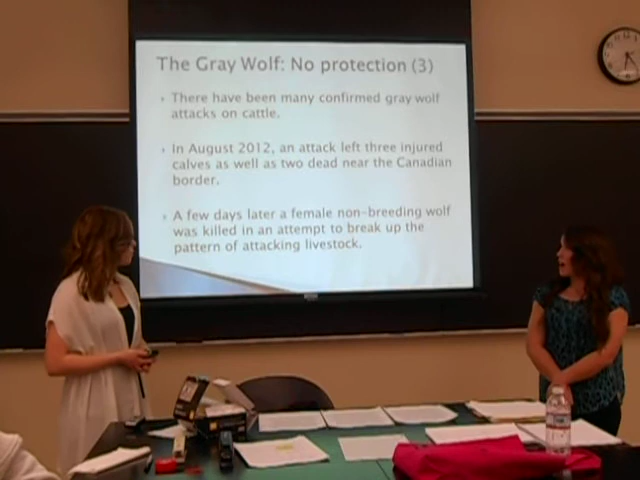 The Gray Wolf: No protection (3)
There have been many confirmed gray wolf
attacks on cattle.
In August 2012, an attack left three injured
calves as well as two dead near the Canadian
border.
A few days later a female non-breeding wolf
was killed in an attempt to break up the
pattern of attacking livestock.